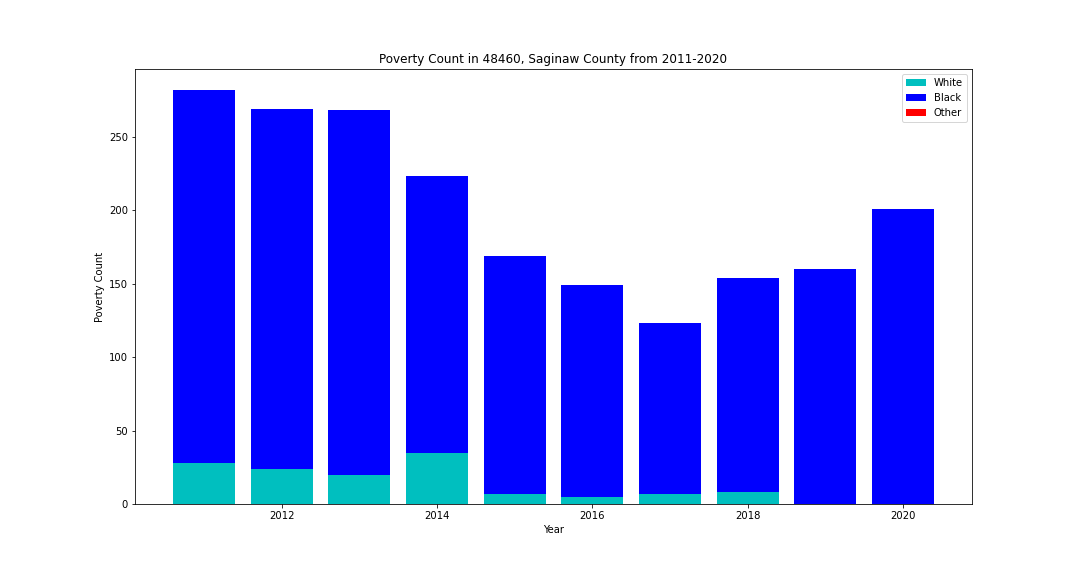 Poverty Count in 48460, Saginaw County from 2011-2020
White
Black
Other
Poverty Count
250
200
150
100
50
0
2012 2014 2016 2018 2020
Year